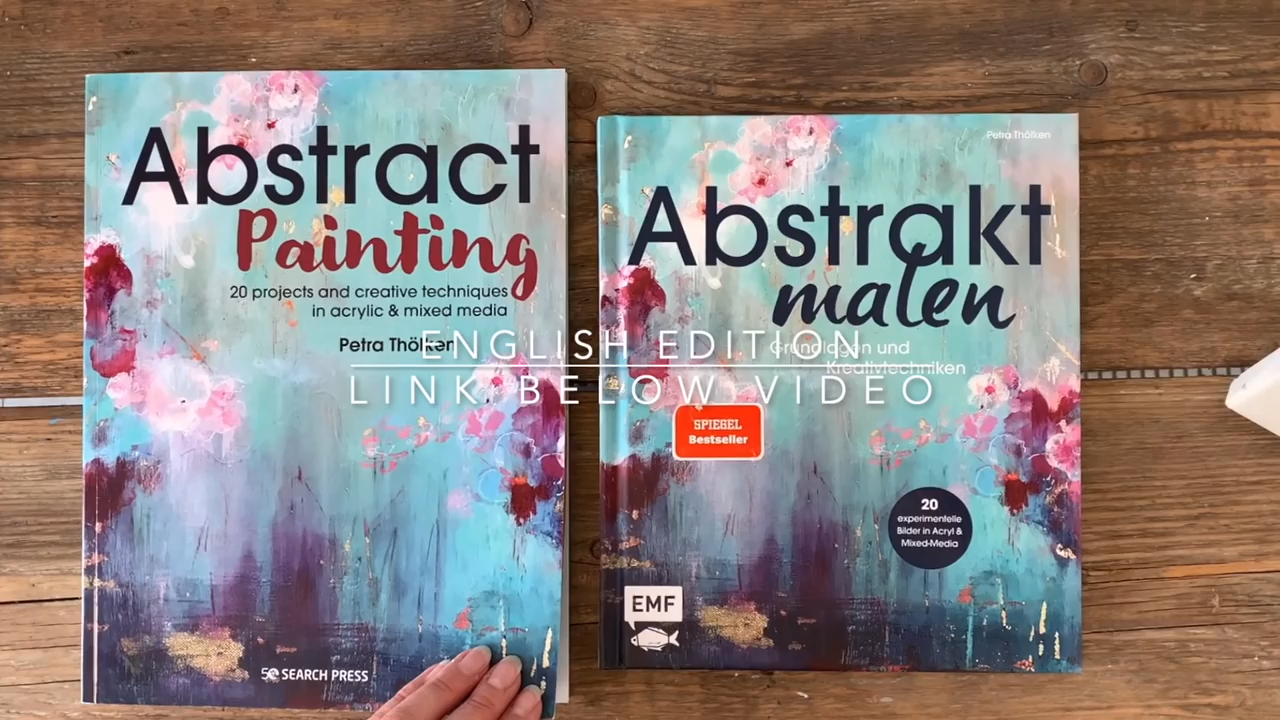 Abstract
Painting
20 projects and creative techniques
in acrylic & mixed media
Petra Thölken
SEARCH PRESS
Petra Thölken
Abstrakt
malen
Grundlagen und
Kreativtechniken
SPIEGEL
Bestseller
20
experimentelle
Bilder in Acryl &
Mixed-Media
EMF
ENGLISH EDITION
LINK BELOW VIDEO